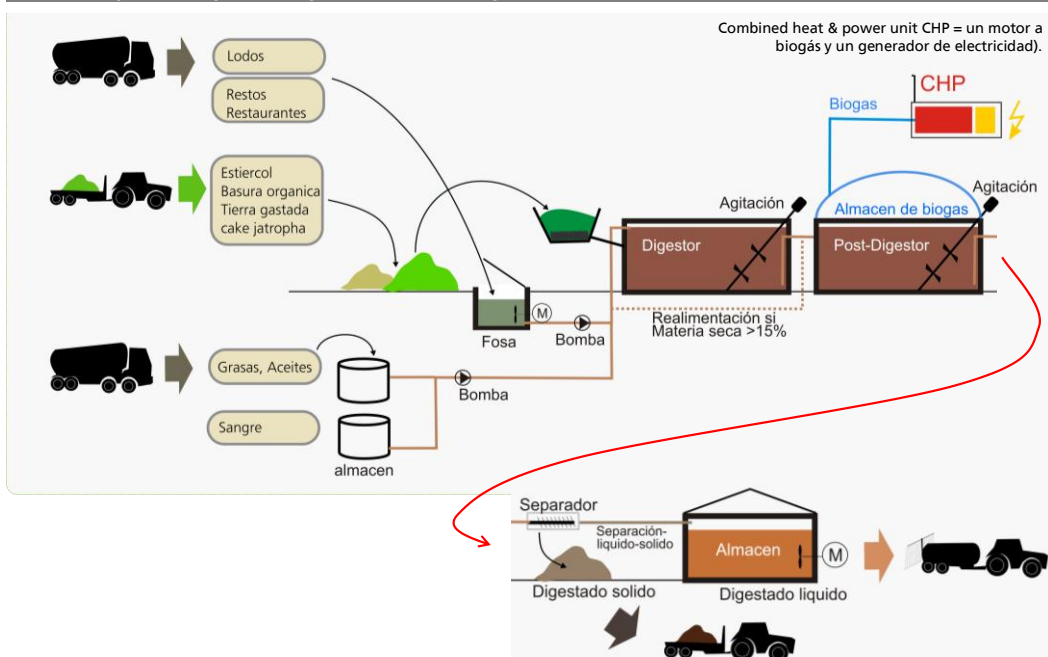 Combined heat & power unit CHP = un motor a
biogás y un generador de electricidad).
Lodos
Restos
Restaurantes
CHP
Biogas
Estiercol
Basura organica
Tierra gastada
cake jatropha
Agitación
Agitación
Almacen de biogas
Digestor
Post-Digestor
Realimentación si
Materia seca >15%
M
Fosa
Bomba
Grasas, Aceites
Bomba
Sangre
almacen
Separador
Separación-
liquido-solido
Almacen
M
Digestado solido
Digestado liquido